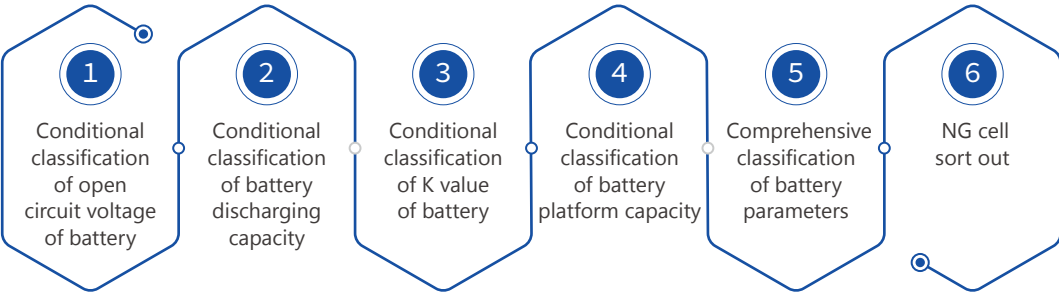 1
Conditional
classification
of open
circuit voltage
of battery
2
Conditional
classification
of battery
discharging
capacity
3
Conditional
classification
of K value
of battery
4
Conditional
classification
of battery
platform capacity
5
Comprehensive
classification
of battery
parameters
6
NG cell
sort out